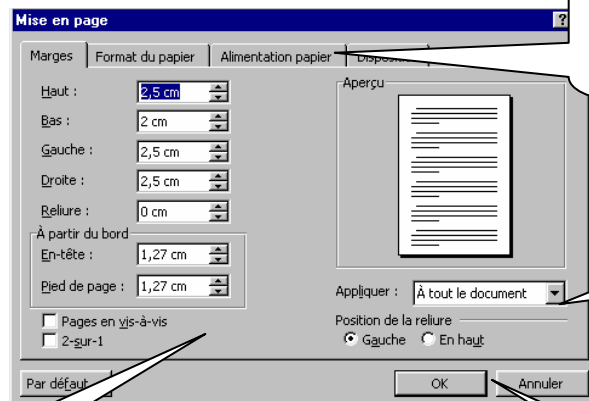 Mise en page
?
Marges
Format du papier
Alimentation papier
Haut : 2,5 cm
Bas : 2 cm
Gauche : 2,5 cm
Droite : 2,5 cm
Reliure : 0 cm
À partir du bord
En-tête : 1,27 cm
Pied de page : 1,27 cm
Pages en vis-à-vis
2-sur-1
Aperçu
Appliquer : À tout le document
Position de la reliure
Gauche En haut
Par défaut
OK
Annuler